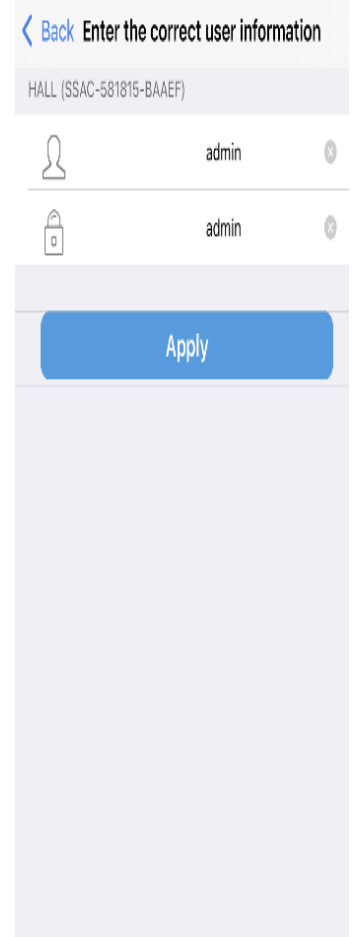 Back Enter the correct user information
HALL (SSAC-581815-BAAEF)
admin
admin
Apply